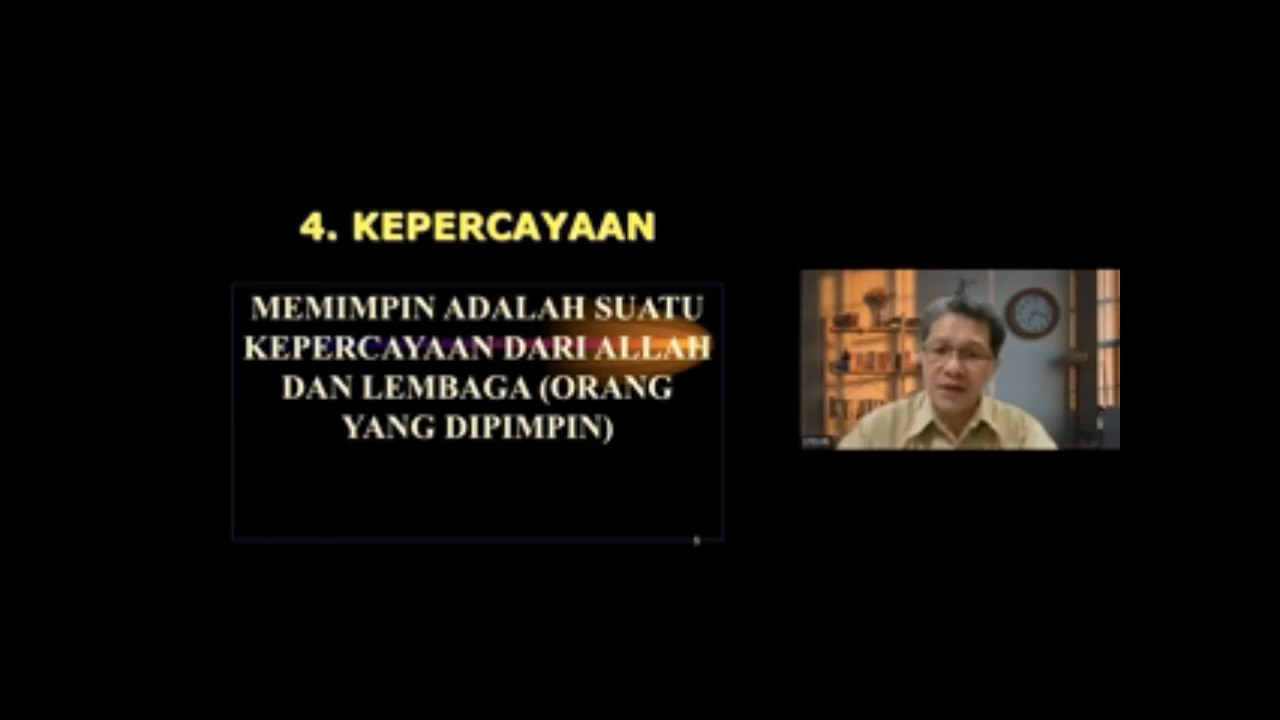 4. KEPERCAYAAN
MEMIMPIN ADALAH SUATU
KEPERCAYAAN DARI ALLAH
DAN LEMBAGA (ORANG
YANG DIPIMPIN)